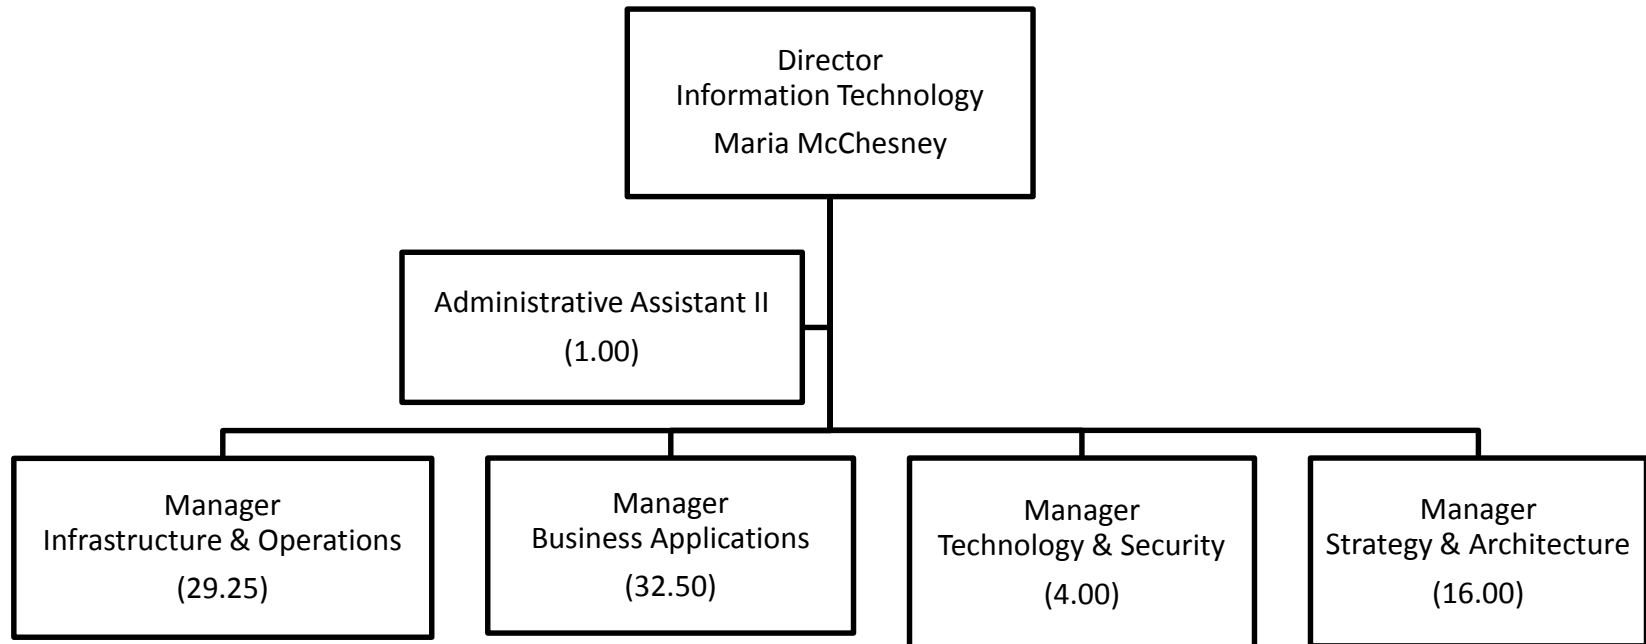 Director
Information Technology
Maria McChesney
Administrative Assistant II
(1.00)
Manager
Infrastructure & Operations
(29.25)
Manager
Business Applications
(32.50)
Manager
Technology & Security
(4.00)
Manager
Strategy & Architecture
(16.00)